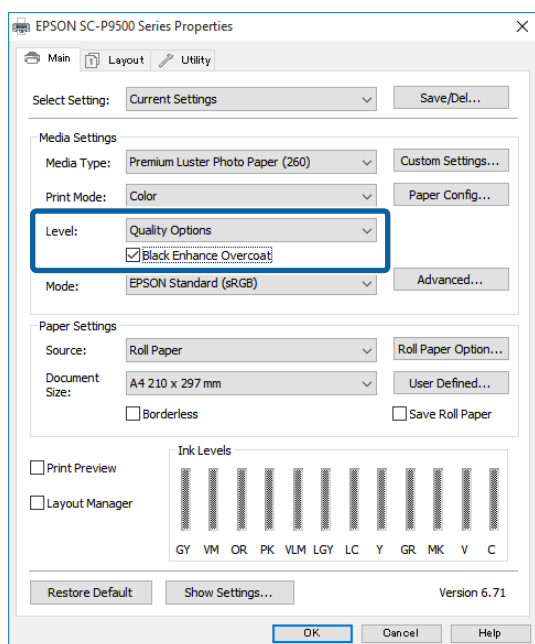 EPSON SC-P9500 Series Properties
Main Layout Utility
Select Setting: Current Settings Save/Del...
Media Settings
Media Type: Premium Luster Photo Paper (260) Custom Settings...
Print Mode: Color Paper Config...
Level: Quality Options
Black Enhance Overcoat
Mode: EPSON Standard (sRGB) Advanced...
Paper Settings
Source: Roll Paper Roll Paper Option...
Document Size: A4 210 x 297 mm User Defined...
Borderless Save Roll Paper
Ink Levels
Print Preview
Layout Manager
GY VM OR PK VLM LGY LC Y GR MK V C
Restore Default Show Settings... Version 6.71
OK Cancel Help